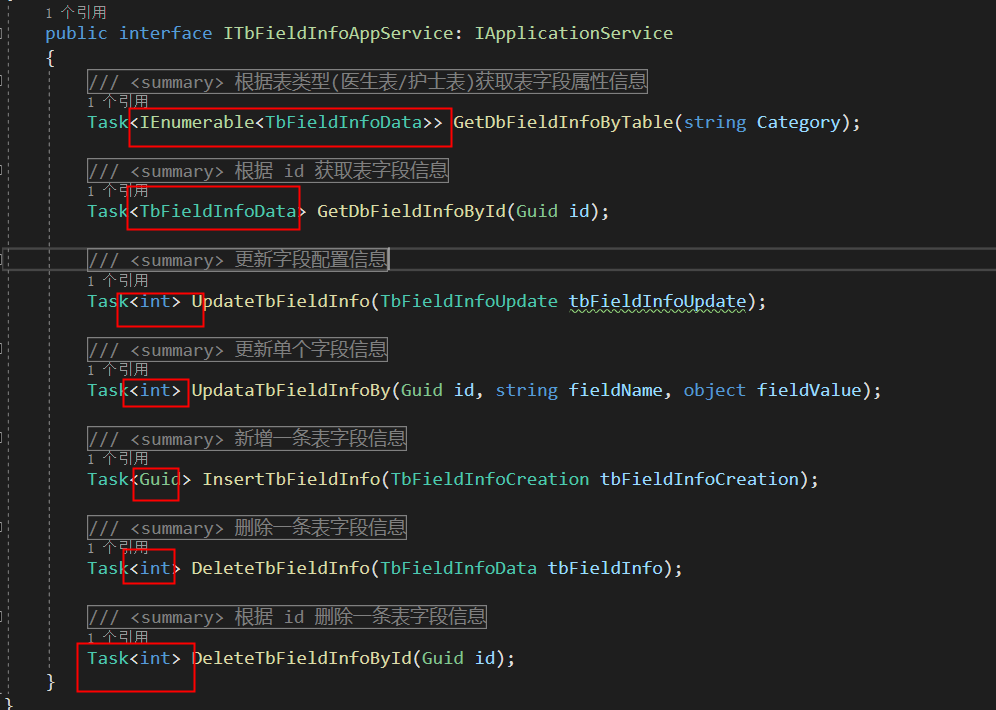 1 个引用
public interface ITbFieldInfoAppService: IApplicationService
{
/// <summary> 根据表类型(医生表/护士表)获取表字段属性信息
1 个引用
Task<IEnumerable<TbFieldInfoData>> GetDbFieldInfoByTable(string Category);
/// <summary> 根据 id 获取表字段信息
1 个引用
Task<TbFieldInfoData> GetDbFieldInfoById(Guid id);
/// <summary> 更新字段配置信息
1 个引用
Task<int> UpdateTbFieldInfo(TbFieldInfoUpdate tbFieldInfoUpdate);
/// <summary> 更新单个字段信息
1 个引用
Task<int> UpdataTbFieldInfoBy(Guid id, string fieldName, object fieldValue);
/// <summary> 新增一条表字段信息
1 个引用
Task<Guid> InsertTbFieldInfo(TbFieldInfoCreation tbFieldInfoCreation);
/// <summary> 删除一条表字段信息
1 个引用
Task<int> DeleteTbFieldInfo(TbFieldInfoData tbFieldInfo);
/// <summary> 根据 id 删除一条表字段信息
1 个引用
Task<int> DeleteTbFieldInfoById(Guid id);
}
}